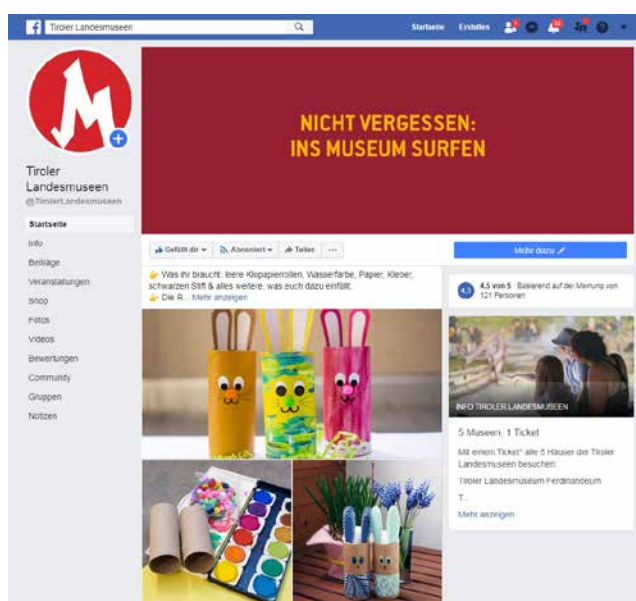 Tiroler Landesmuseen
Startseite
Erstellen
NICHT VERGESSEN:
INS MUSEUM SURFEN
Tiroler
Landesmuseen
@TirolerLandesmuseen
Startseite
Info
Beiträge
Veranstaltungen
Shop
Fotos
Videos
Bewertungen
Community
Gruppen
Notizen
Gefällt dir
Abonniert
Teilen
Mehr dazu
Was ihr braucht: leere Klopapierrollen, Wasserfarbe, Papier, Kleber,
schwarzen Stift & alles weitere, was euch dazu einfällt.
Die R... Mehr anzeigen
4,5
4,5 von 5 · Basierend auf der Meinung von
121 Personen
INFO TIROLER LANDESMUSEEN
5 Museen, 1 Ticket
Mit einem Ticket* alle 5 Häuser der Tiroler
Landesmuseen besuchen:
Tiroler Landesmuseum Ferdinandeum
T...
Mehr anzeigen